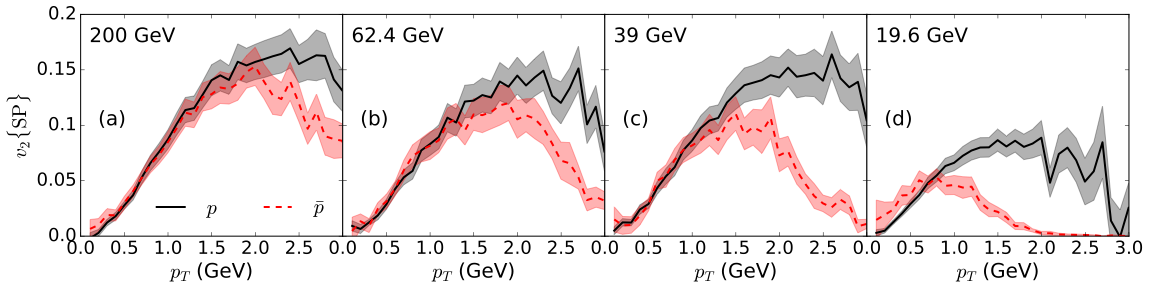 0.2
0.15
0.1
0.05
0.0
v₂{SP}
200 GeV
(a)
p
p̄
0.0 0.5 1.0 1.5 2.0 2.5
p_T (GeV)
62.4 GeV
(b)
0.0 0.5 1.0 1.5 2.0 2.5
p_T (GeV)
39 GeV
(c)
0.0 0.5 1.0 1.5 2.0 2.5
p_T (GeV)
19.6 GeV
(d)
0.0 0.5 1.0 1.5 2.0 2.5 3.0
p_T (GeV)